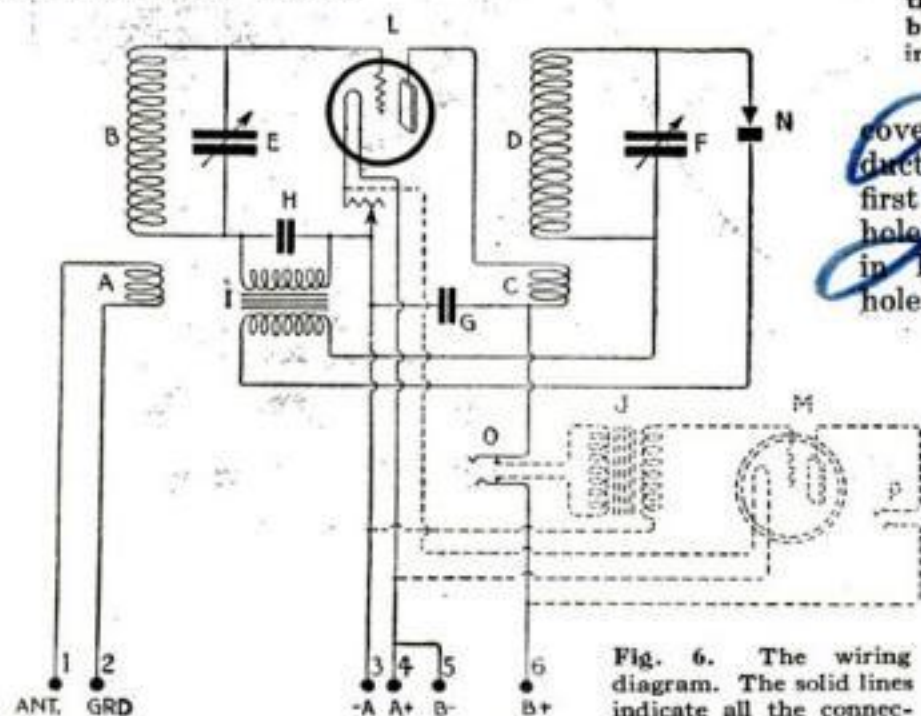 L
B
E
D
F
N
H
A
I
C
G
J
M
O
P
1
2
3
4
5
6
ANT.
GRD
-A
A+
B-
B+
Fig. 6. The wiring
diagram. The solid lines
indicate all the connec-
b
in
cove
duct
first
hole
in
hole